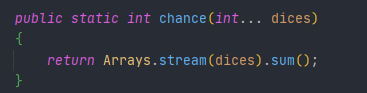 public static int chance(int... dices)
{
    return Arrays.stream(dices).sum();
}